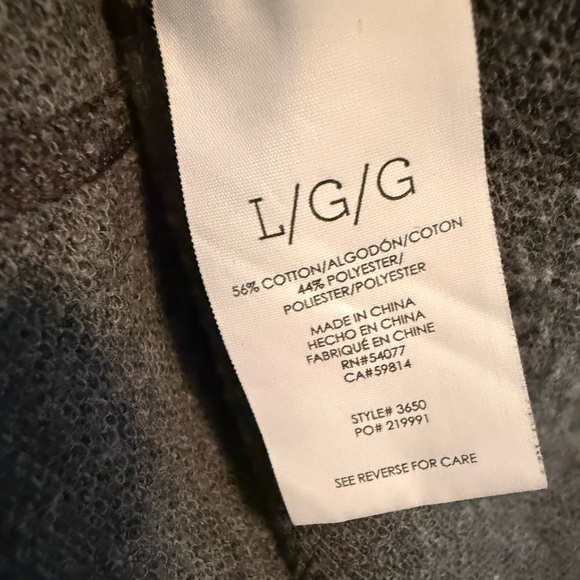 L/G/G
56% COTTON/ALGODÓN/COTON
44% POLYESTER/
POLIESTER/POLYESTER
MADE IN CHINA
HECHO EN CHINA
FABRIQUÉ EN CHINE
RN#54077
CA#59814
STYLE# 3650
PO# 219991
SEE REVERSE FOR CARE